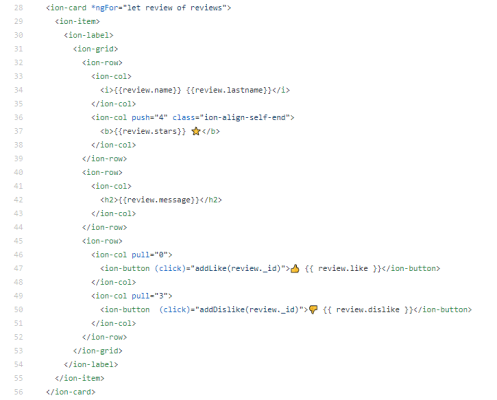 28 <ion-card *ngFor="let review of reviews">
29 <ion-item>
30 <ion-label>
31 <ion-grid>
32 <ion-row>
33 <ion-col>
34 <i>{{review.name}} {{review.lastname}}</i>
35 </ion-col>
36 <ion-col push="4" class="ion-align-self-end">
37 <b>{{review.stars}} ⭐</b>
38 </ion-col>
39 </ion-row>
40 <ion-row>
41 <ion-col>
42 <h2>{{review.message}}</h2>
43 </ion-col>
44 </ion-row>
45 <ion-row>
46 <ion-col pull="0">
47 <ion-button (click)="addLike(review._id)">👍 {{ review.like }}</ion-button>
48 </ion-col>
49 <ion-col pull="3">
50 <ion-button  (click)="addDislike(review._id)">👎 {{ review.dislike }}</ion-button>
51 </ion-col>
52 </ion-row>
53 </ion-grid>
54 </ion-label>
55 </ion-item>
56 </ion-card>